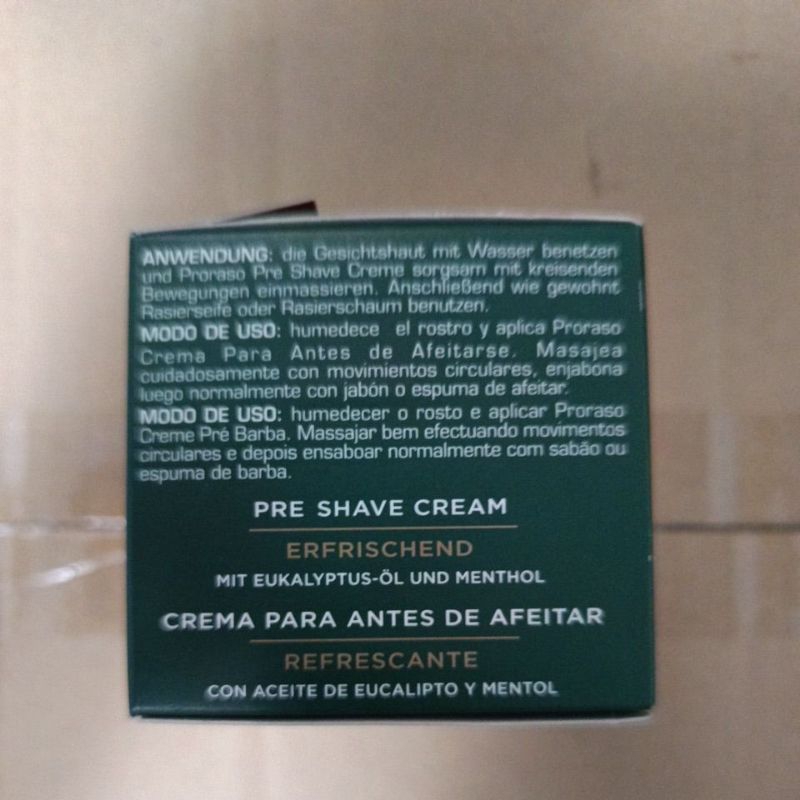 ANWENDUNG: die Gesichtshaut mit Wasser benetzen
und Proraso Pre Shave Creme sorgsam mit kreisenden
Bewegungen einmassieren. Anschließend wie gewohnt
Rasierseife oder Rasierschaum benutzen.
MODO DE USO: humedece el rostro y aplica Proraso
Crema Para Antes de Afeitarse. Masajea
cuidadosamente con movimientos circulares, enjabona
luego normalmente con jabón o espuma de afeitar.
MODO DE USO: humedecer o rosto e aplicar Proraso
Creme Pré Barba. Massajar bem efectuando movimentos
circulares e depois ensaboar normalmente com sabão ou
espuma de barba.
PRE SHAVE CREAM
ERFRISCHEND
MIT EUKALYPTUS-ÖL UND MENTHOL
CREMA PARA ANTES DE AFEITAR
REFRESCANTE
CON ACEITE DE EUCALIPTO Y MENTOL